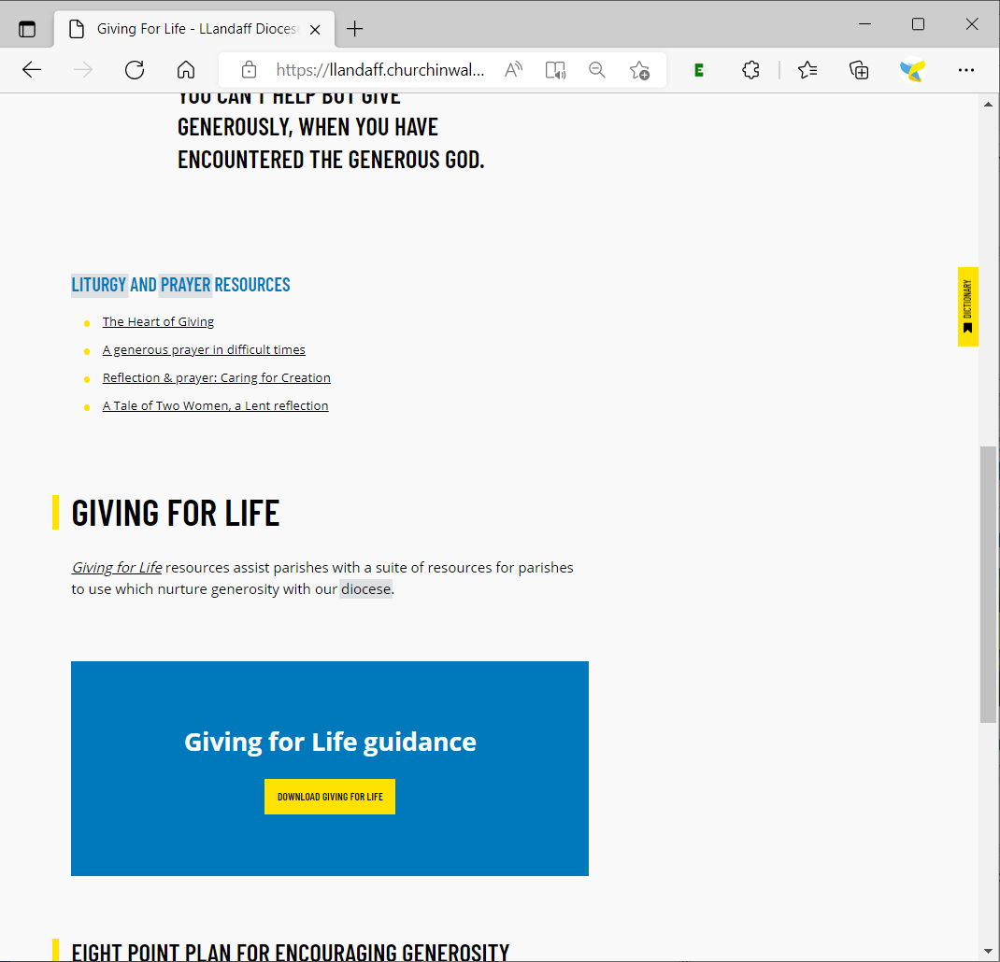 Giving For Life - LLandaff Dioces
https://llandaff.churchinwal...
E
YOU CAN'T HELP BUT GIVE
GENEROUSLY, WHEN YOU HAVE
ENCOUNTERED THE GENEROUS GOD.
LITURGY AND PRAYER RESOURCES
DICTIONARY
The Heart of Giving
A generous prayer in difficult times
Reflection & prayer: Caring for Creation
A Tale of Two Women, a Lent reflection
GIVING FOR LIFE
Giving for Life resources assist parishes with a suite of resources for parishes
to use which nurture generosity with our diocese.
Giving for Life guidance
DOWNLOAD GIVING FOR LIFE
EIGHT POINT PLAN FOR ENCOURAGING GENEROSITY